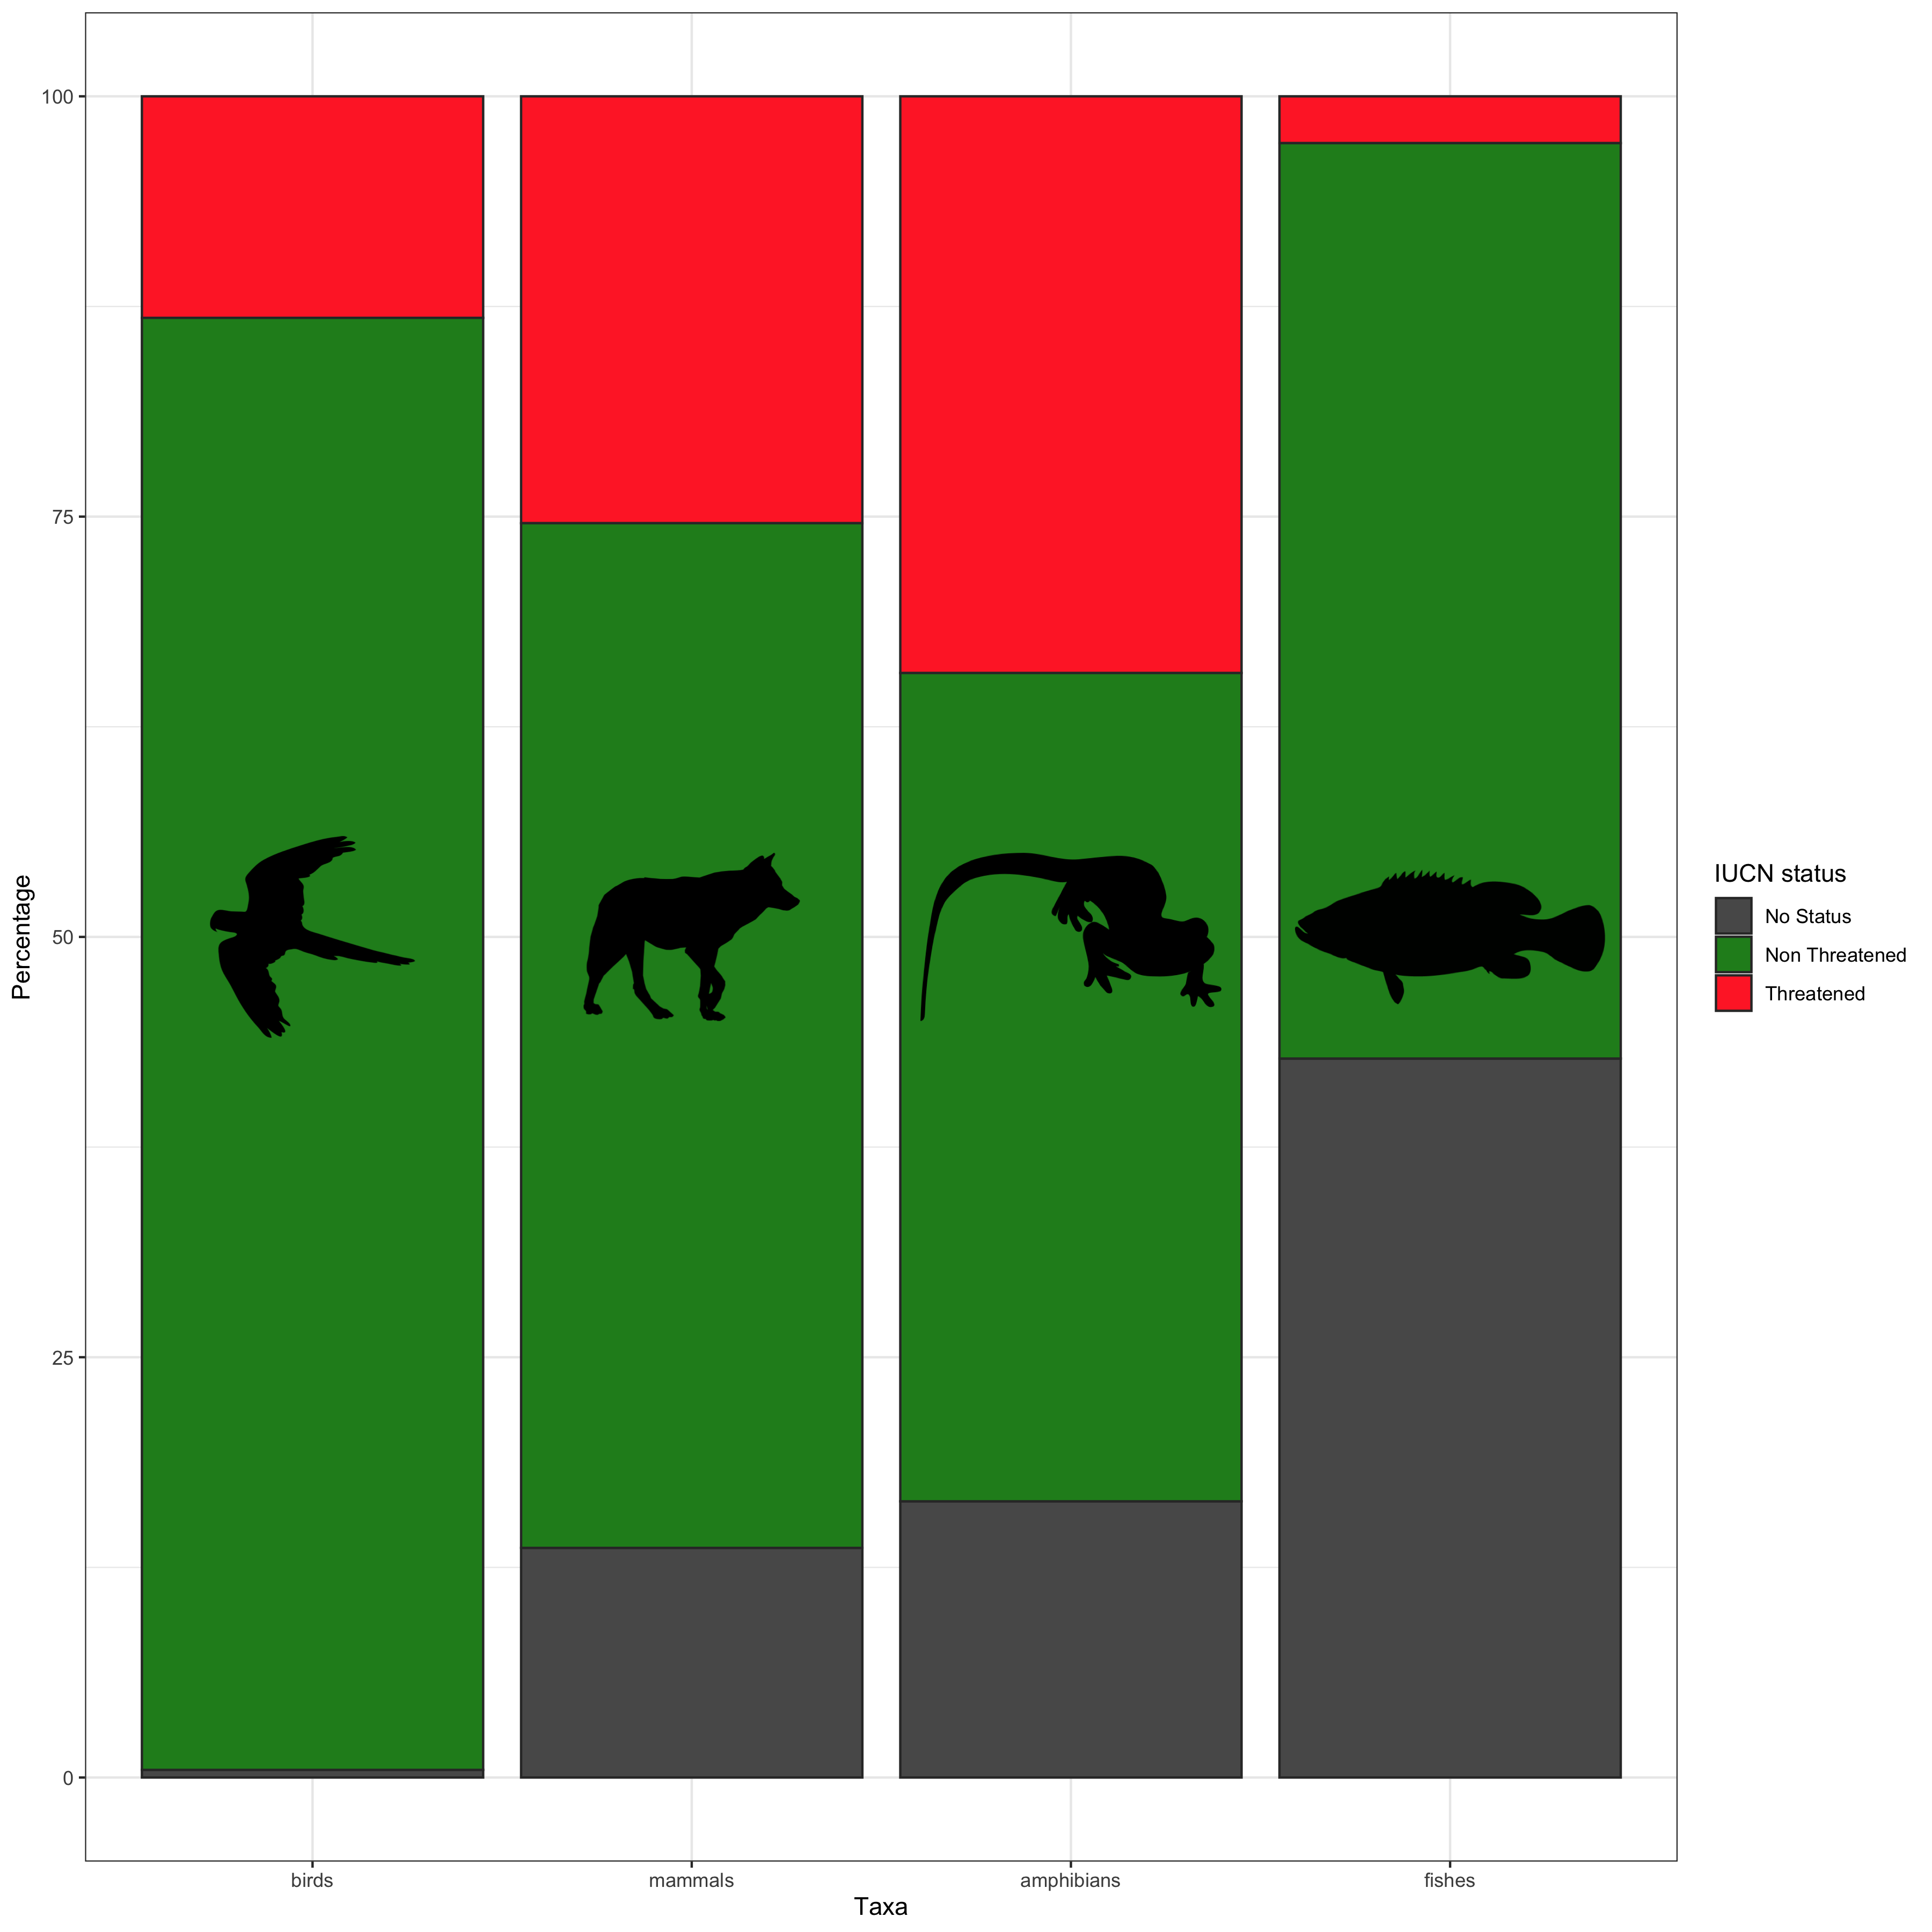 100
75
50
25
0
Percentage
birds mammals amphibians fishes
Taxa
IUCN status
No Status
Non Threatened
Threatened